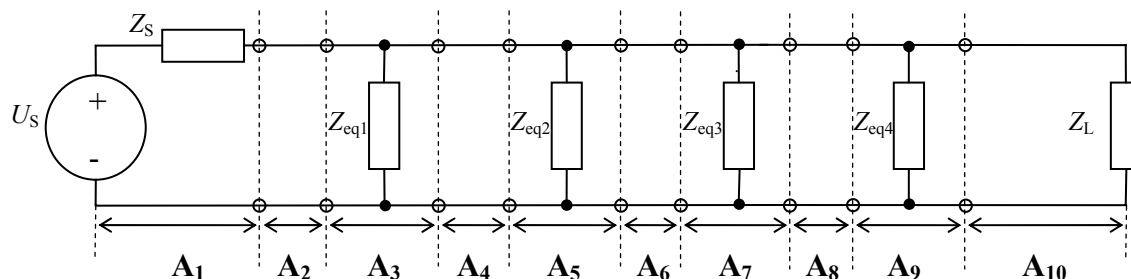 Z_S
U_S
+
-
Z_eq1
Z_eq2
Z_eq3
Z_eq4
Z_L
A_1 A_2 A_3 A_4 A_5 A_6 A_7 A_8 A_9 A_10